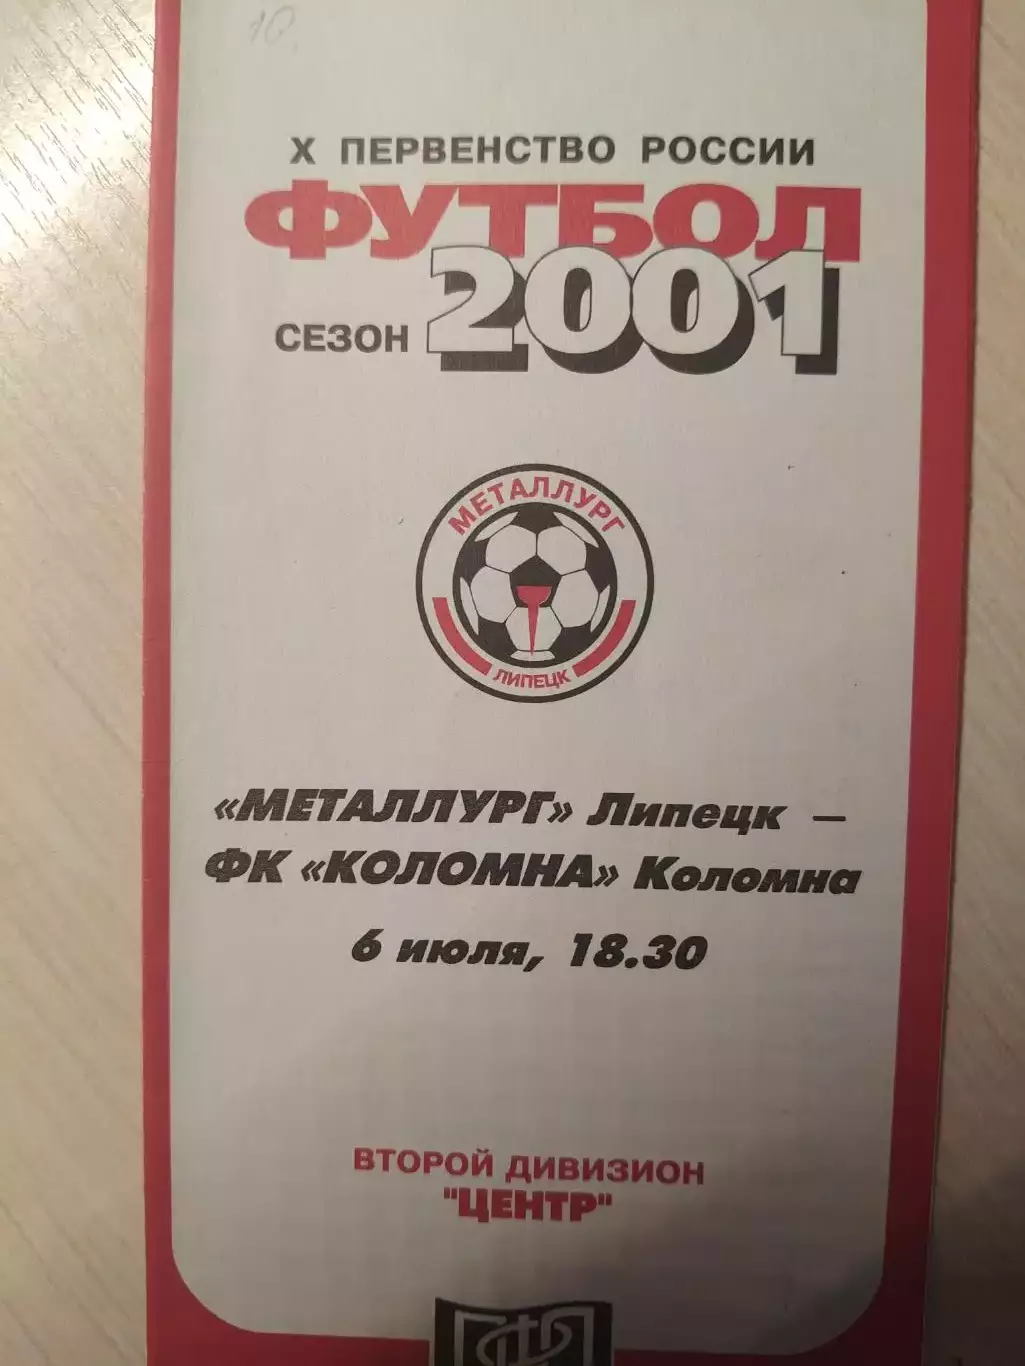 10
X ПЕРВЕНСТВО РОССИИ
ФУТБОЛ
СЕЗОН 2001
МЕТАЛЛУРГ
ЛИПЕЦК
«МЕТАЛЛУРГ» Липецк –
ФК «КОЛОМНА» Коломна
6 июля, 18.30
ВТОРОЙ ДИВИЗИОН
"ЦЕНТР"